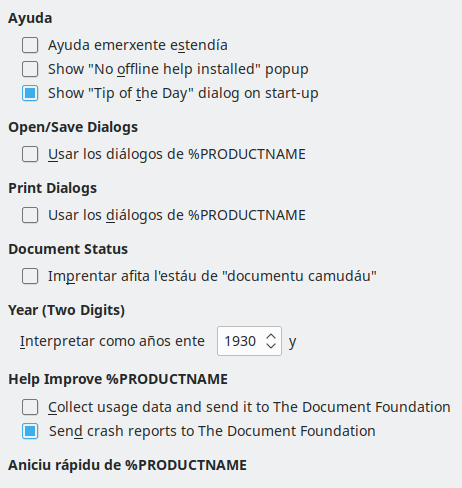 Ayuda
Ayuda emerxente estendía
Show "No offline help installed" popup
Show "Tip of the Day" dialog on start-up
Open/Save Dialogs
Usar los diálogos de %PRODUCTNAME
Print Dialogs
Usar los diálogos de %PRODUCTNAME
Document Status
Imprentar afita l'estáu de "documentu camudáu"
Year (Two Digits)
Interpretar como años ente 1930 y
Help Improve %PRODUCTNAME
Collect usage data and send it to The Document Foundation
Send crash reports to The Document Foundation
Aniciu rápidu de %PRODUCTNAME